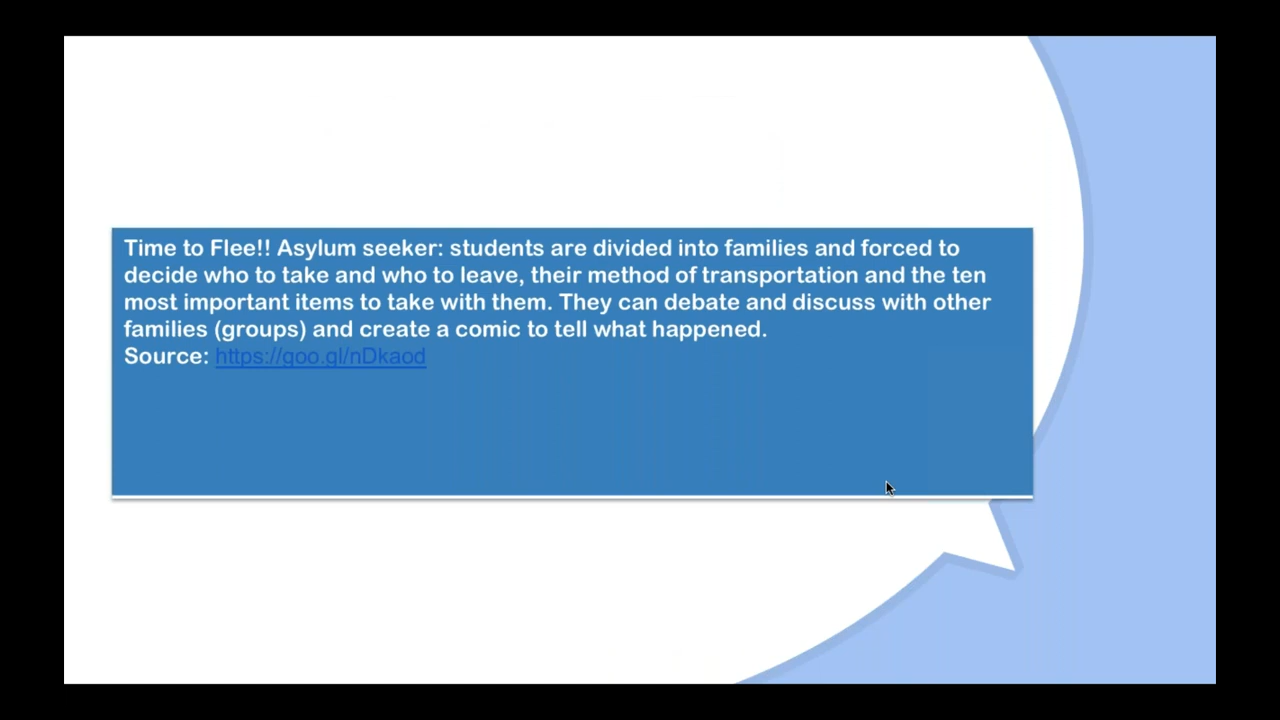 Time to Flee!! Asylum seeker: students are divided into families and forced to
decide who to take and who to leave, their method of transportation and the ten
most important items to take with them. They can debate and discuss with other
families (groups) and create a comic to tell what happened.
Source: https://goo.gl/nDkaod